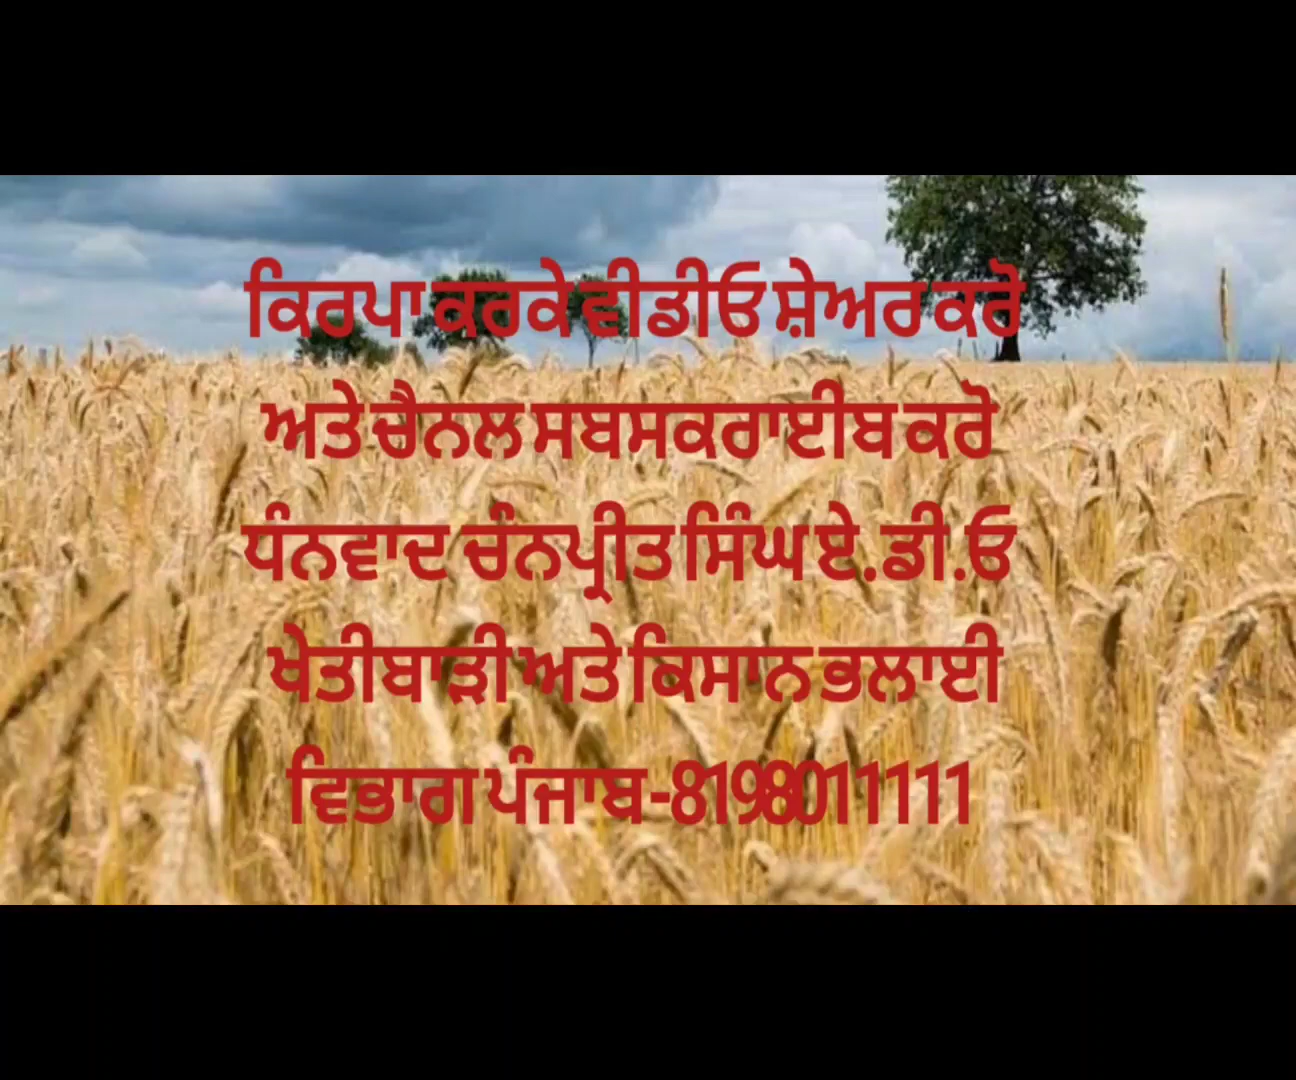 ਕਿਰਪਾ ਕਰਕੇ ਵੀਡੀਓ ਸ਼ੇਅਰ ਕਰੋ
ਅਤੇ ਚੈਨਲ ਸਬਸਕਰਾਈਬ ਕਰੋ
ਧੰਨਵਾਦ ਚੰਨਪ੍ਰੀਤ ਸਿੰਘ ਏ.ਡੀ.ਓ
ਖੇਤੀਬਾੜੀ ਅਤੇ ਕਿਸਾਨ ਭਲਾਈ
ਵਿਭਾਗ ਪੰਜਾਬ-8198011111